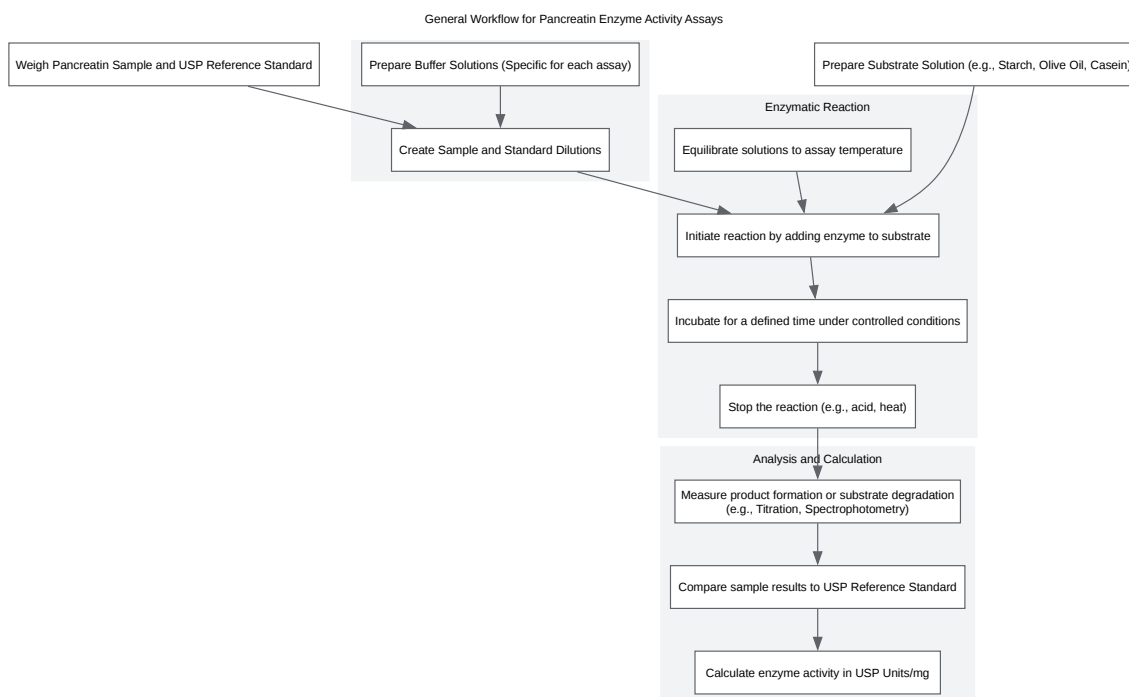 General Workflow for Pancreatin Enzyme Activity Assays
Weigh Pancreatin Sample and USP Reference Standard
Prepare Buffer Solutions (Specific for each assay)
Prepare Substrate Solution (e.g., Starch, Olive Oil, Casein)
Enzymatic Reaction
Create Sample and Standard Dilutions
Equilibrate solutions to assay temperature
Initiate reaction by adding enzyme to substrate
Incubate for a defined time under controlled conditions
Stop the reaction (e.g., acid, heat)
Analysis and Calculation
Measure product formation or substrate degradation
(e.g., Titration, Spectrophotometry)
Compare sample results to USP Reference Standard
Calculate enzyme activity in USP Units/mg